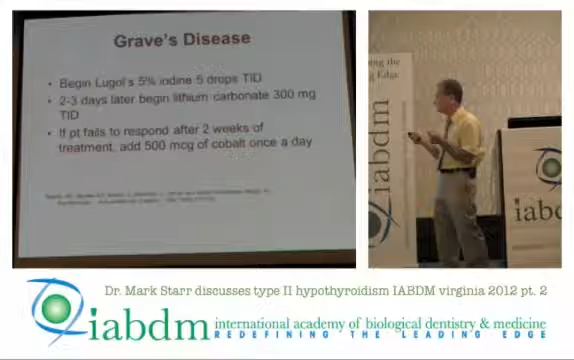 Grave's Disease
• Begin Lugol's 5% iodine 5 drops TID
• 2-3 days later begin lithium carbonate 300 mg
TID
• If pt fails to respond after 2 weeks of
treatment, add 500 mcg of cobalt once a day
iabdm
iabdm
Dr. Mark Starr discusses type II hypothyroidism IABDM virginia 2012 pt. 2
iabdm international academy of biological dentistry & medicine
REDEFINING THE LEADING EDGE